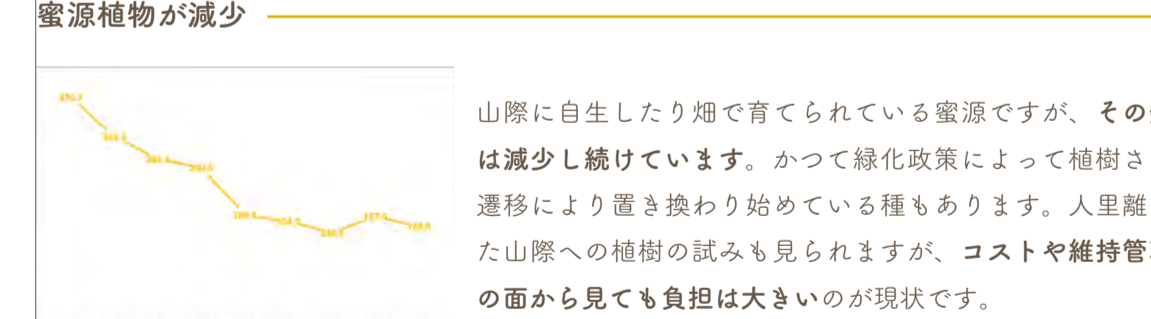 蜜源植物が減少
山際に自生したり畑で育てられている蜜源ですが、その
は減少し続けています。かつて緑化政策によって植樹さ
遷移により置き換わり始めている種もあります。人里離
た山際への植樹の試みも見られますが、コストや維持管
の面から見ても負担は大きいのが現状です。